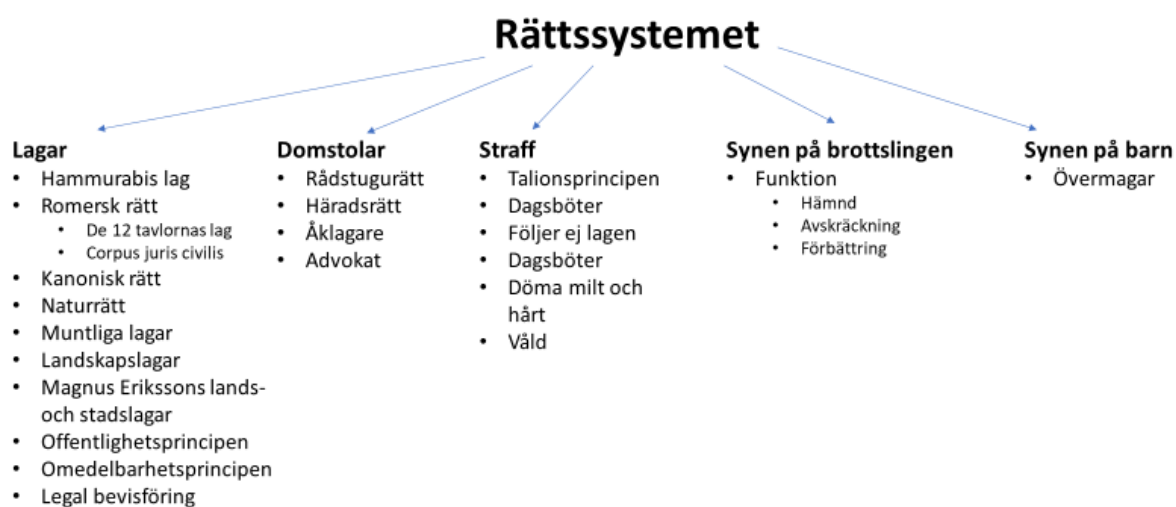 Rättssystemet
Lagar
• Hammurabis lag
• Romersk rätt
• De 12 tavlornas lag
• Corpus juris civilis
• Kanonisk rätt
• Naturrätt
• Muntliga lagar
• Landskapslagar
• Magnus Erikssons lands-
och stadslagar
• Offentlighetsprincipen
• Omedelbarhetsprincipen
• Legal bevisföring
Domstolar
• Rådstugurätt
• Häradsrätt
• Åklagare
• Advokat
Straff
• Talionsprincipen
• Dagsböter
• Följer ej lagen
• Dagsböter
• Döma milt och
hårt
• Våld
Synen på brottslingen
• Funktion
• Hämnd
• Avskräckning
• Förbättring
Synen på barn
• Övermagar